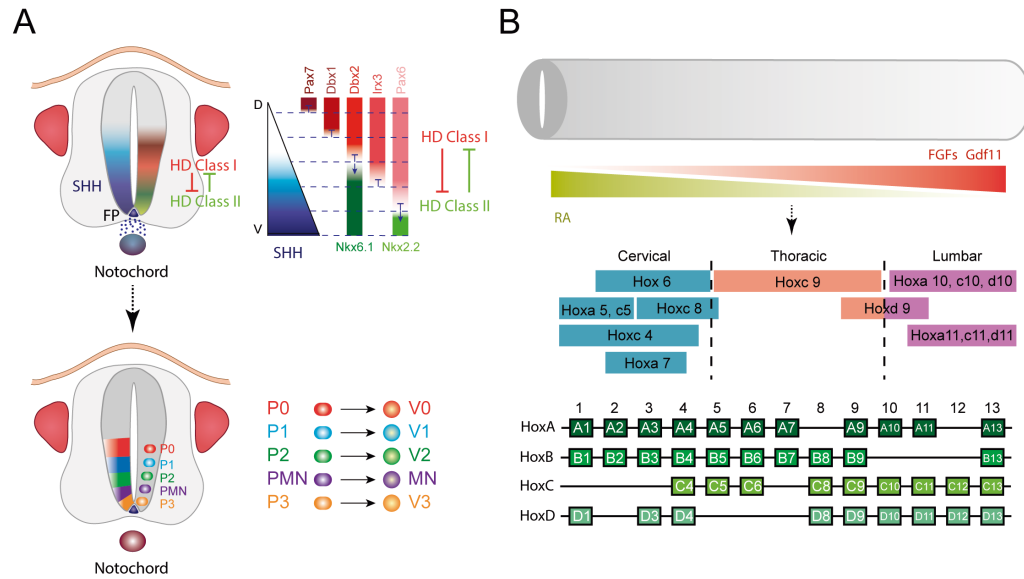 A
Pax7
Dbx1
Dbx2
Irx3
Pax6
D
V
HD Class I
HD Class II
SHH
FP
Notochord
HD Class I
HD Class II
SHH
Nkx6.1
Nkx2.2
P0
P1
P2
PMN
P3
Notochord
P0 V0
P1 V1
P2 V2
PMN MN
P3 V3
B
FGFs Gdf11
RA
Cervical Thoracic Lumbar
Hox 6 Hoxc 9 Hoxa 10, c10, d10
Hoxa 5, c5 Hoxc 8 Hoxd 9
Hoxc 4 Hoxa11,c11,d11
Hoxa 7
1 2 3 4 5 6 7 8 9 10 11 12 13
HoxA A1 A2 A3 A4 A5 A6 A7 A9 A10 A11 A13
HoxB B1 B2 B3 B4 B5 B6 B7 B8 B9 B13
HoxC C4 C5 C6 C8 C9 C10 C11 C12 C13
HoxD D1 D3 D4 D8 D9 D10 D11 D12 D13